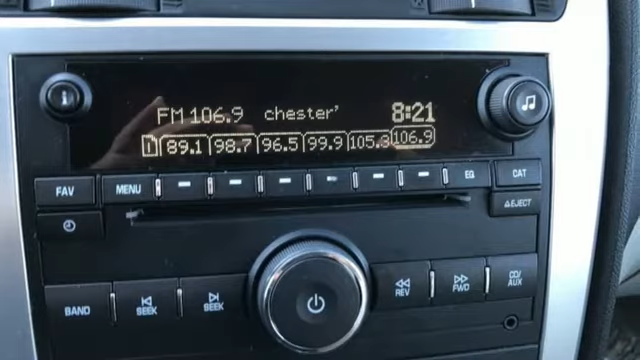 FM 106.9 chester' 8:21
1 89.1 98.7 96.5 99.9 105.3 106.9
FAV MENU EQ CAT
EJECT
BAND SEEK SEEK REV FWD CD/AUX